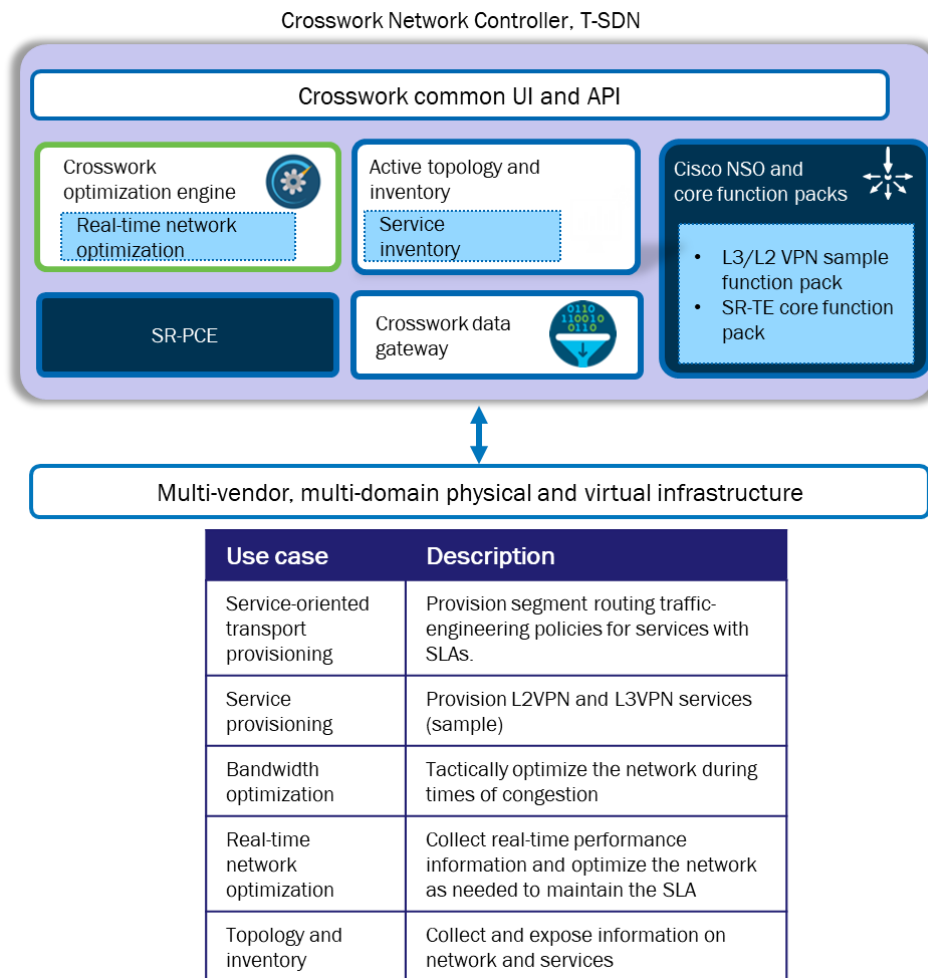 Crosswork Network Controller, T-SDN
Crosswork common UI and API
Crosswork
optimization engine
Real-time network
optimization
Active topology and
inventory
Service
inventory
Cisco NSO and
core function packs
• L3/L2 VPN sample
function pack
• SR-TE core function
pack
SR-PCE
Crosswork data
gateway
0110
110010
0110
Multi-vendor, multi-domain physical and virtual infrastructure
Use case
Description
Service-oriented
transport
provisioning
Provision segment routing traffic-
engineering policies for services with
SLAs.
Service
provisioning
Provision L2VPN and L3VPN services
(sample)
Bandwidth
optimization
Tactically optimize the network during
times of congestion
Real-time
network
optimization
Collect real-time performance
information and optimize the network
as needed to maintain the SLA
Topology and
inventory
Collect and expose information on
network and services